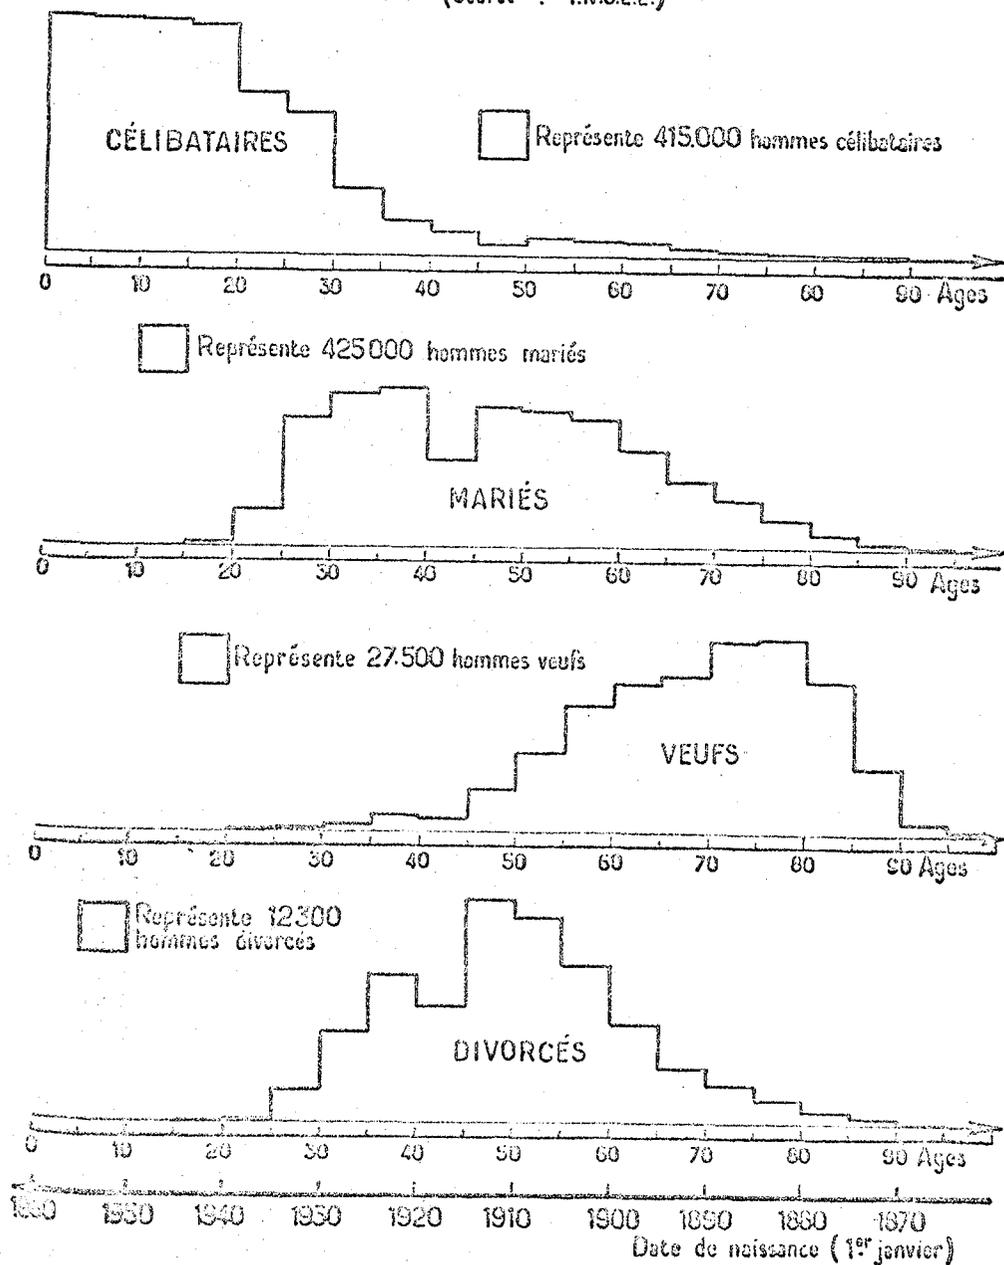 (Source : I.N.S.E.E.)
CÉLIBATAIRES
Représente 415.000 hommes célibataires
0 10 20 30 40 50 60 70 80 90 Ages
Représente 425000 hommes mariés
MARIÉS
0 10 20 30 40 50 60 70 80 90 Ages
Représente 27.500 hommes veufs
VEUFS
0 10 20 30 40 50 60 70 80 90 Ages
Représente 12300
hommes divorcés
DIVORCÉS
0 10 20 30 40 50 60 70 80 90 Ages
1960 1950 1940 1930 1920 1910 1900 1890 1880 1870
Date de naissance (1er janvier)